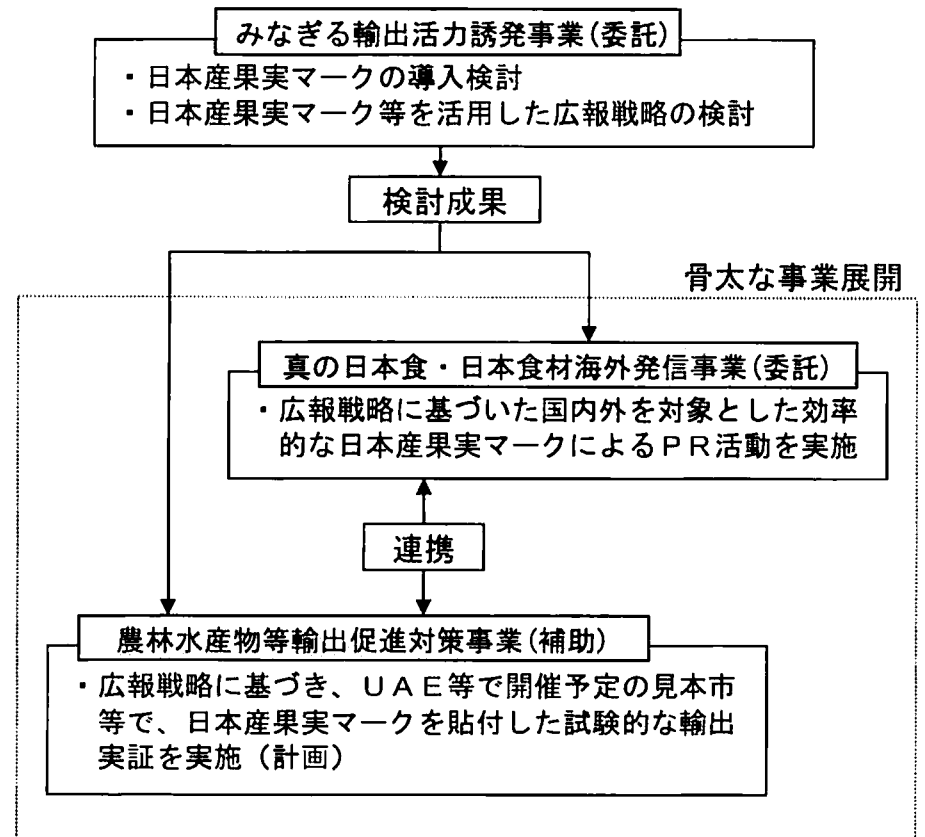 みなぎる輸出活力誘発事業(委託)
・日本産果実マークの導入検討
・日本産果実マーク等を活用した広報戦略の検討
検討成果
骨太な事業展開
真の日本食・日本食材海外発信事業(委託)
・広報戦略に基づいた国内外を対象とした効率
的な日本産果実マークによるＰＲ活動を実施
連携
農林水産物等輸出促進対策事業(補助)
・広報戦略に基づき、ＵＡＥ等で開催予定の見本市
等で、日本産果実マークを貼付した試験的な輸出
実証を実施（計画）